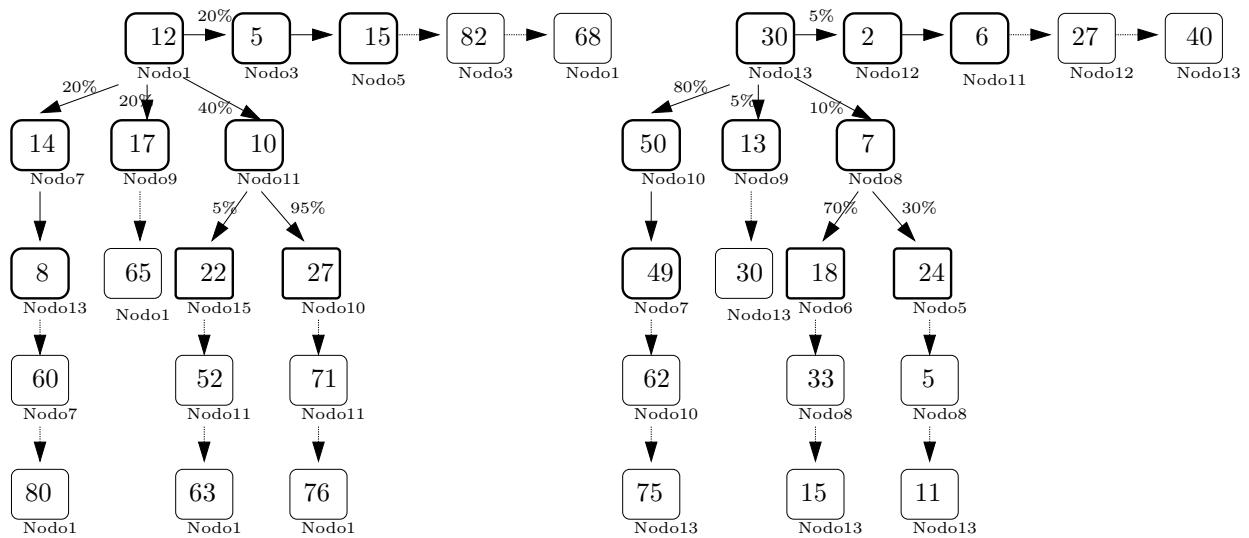 20% 5%
12 5 15 82 68 30 2 6 27 40
Nodo1 Nodo3 Nodo5 Nodo3 Nodo1 Nodo13 Nodo12 Nodo11 Nodo12 Nodo13
20% 20% 40% 80% 5% 10%
14 17 10 50 13 7
Nodo7 Nodo9 Nodo11 Nodo10 Nodo9 Nodo8
5% 95% 70% 30%
8 65 22 27 49 30 18 24
Nodo13 Nodo1 Nodo15 Nodo10 Nodo7 Nodo13 Nodo6 Nodo5
60 52 71 62 33 5
Nodo7 Nodo11 Nodo11 Nodo10 Nodo8 Nodo8
80 63 76 75 15 11
Nodo1 Nodo1 Nodo1 Nodo13 Nodo13 Nodo13